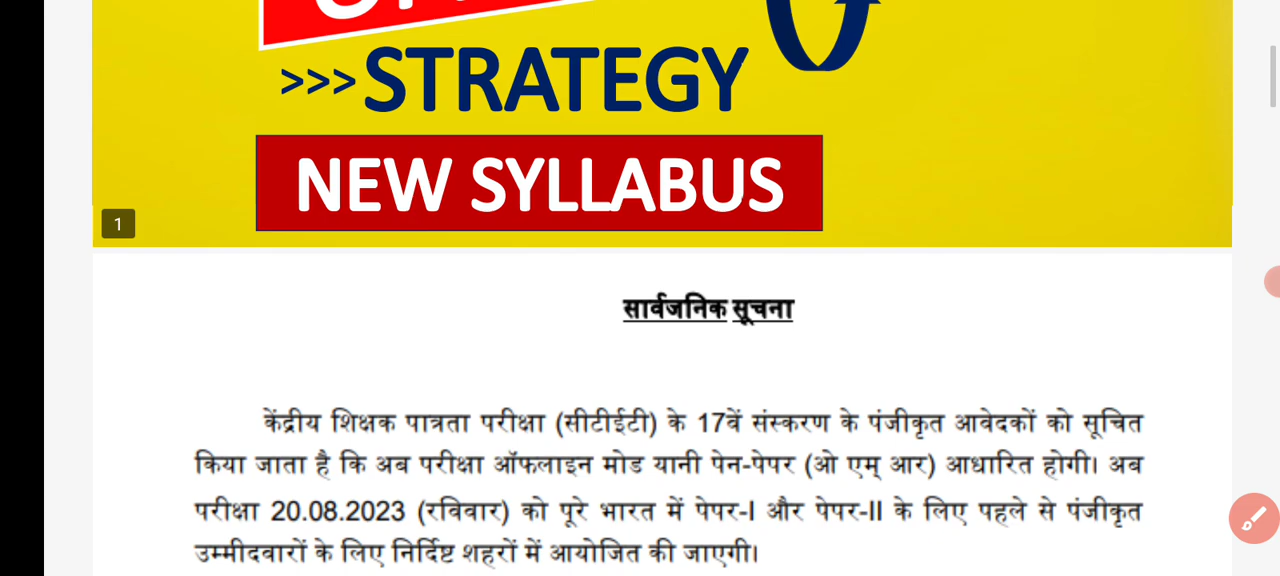 >>>STRATEGY
NEW SYLLABUS
1
सार्वजनिक सूचना
केंद्रीय शिक्षक पात्रता परीक्षा (सीटीईटी) के 17वें संस्करण के पंजीकृत आवेदकों को सूचित
किया जाता है कि अब परीक्षा ऑफलाइन मोड यानी पेन-पेपर (ओ एम् आर) आधारित होगी। अब
परीक्षा 20.08.2023 (रविवार) को पूरे भारत में पेपर-I और पेपर-II के लिए पहले से पंजीकृत
उम्मीदवारों के लिए निर्दिष्ट शहरों में आयोजित की जाएगी।